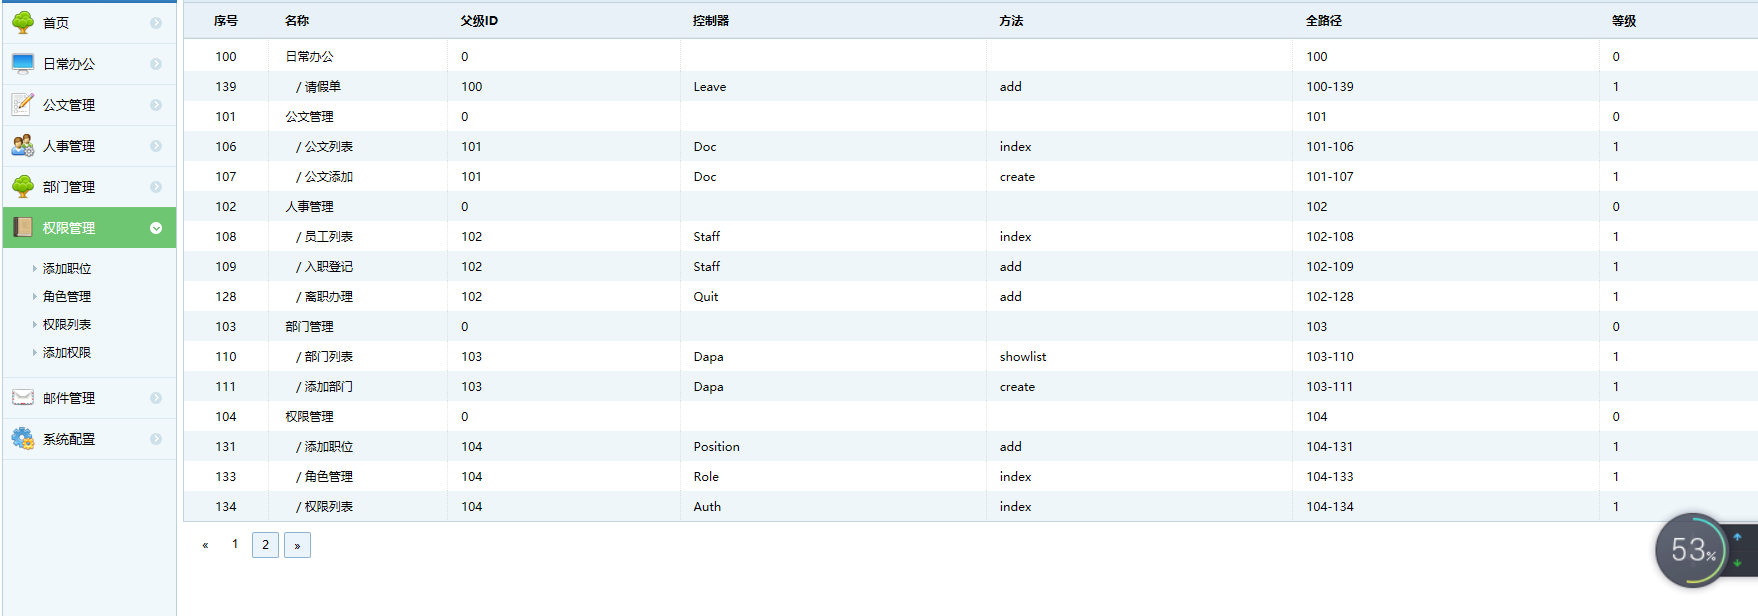 首页
日常办公
公文管理
人事管理
部门管理
权限管理
添加职位
角色管理
权限列表
添加权限
邮件管理
系统配置
序号 名称 父级ID 控制器 方法 全路径 等级
100 日常办公 0 100 0
139 / 请假单 100 Leave add 100-139 1
101 公文管理 0 101 0
106 / 公文列表 101 Doc index 101-106 1
107 / 公文添加 101 Doc create 101-107 1
102 人事管理 0 102 0
108 / 员工列表 102 Staff index 102-108 1
109 / 入职登记 102 Staff add 102-109 1
128 / 离职办理 102 Quit add 102-128 1
103 部门管理 0 103 0
110 / 部门列表 103 Dapa showlist 103-110 1
111 / 添加部门 103 Dapa create 103-111 1
104 权限管理 0 104 0
131 / 添加职位 104 Position add 104-131 1
133 / 角色管理 104 Role index 104-133 1
134 / 权限列表 104 Auth index 104-134 1
« 1 2 »
53%